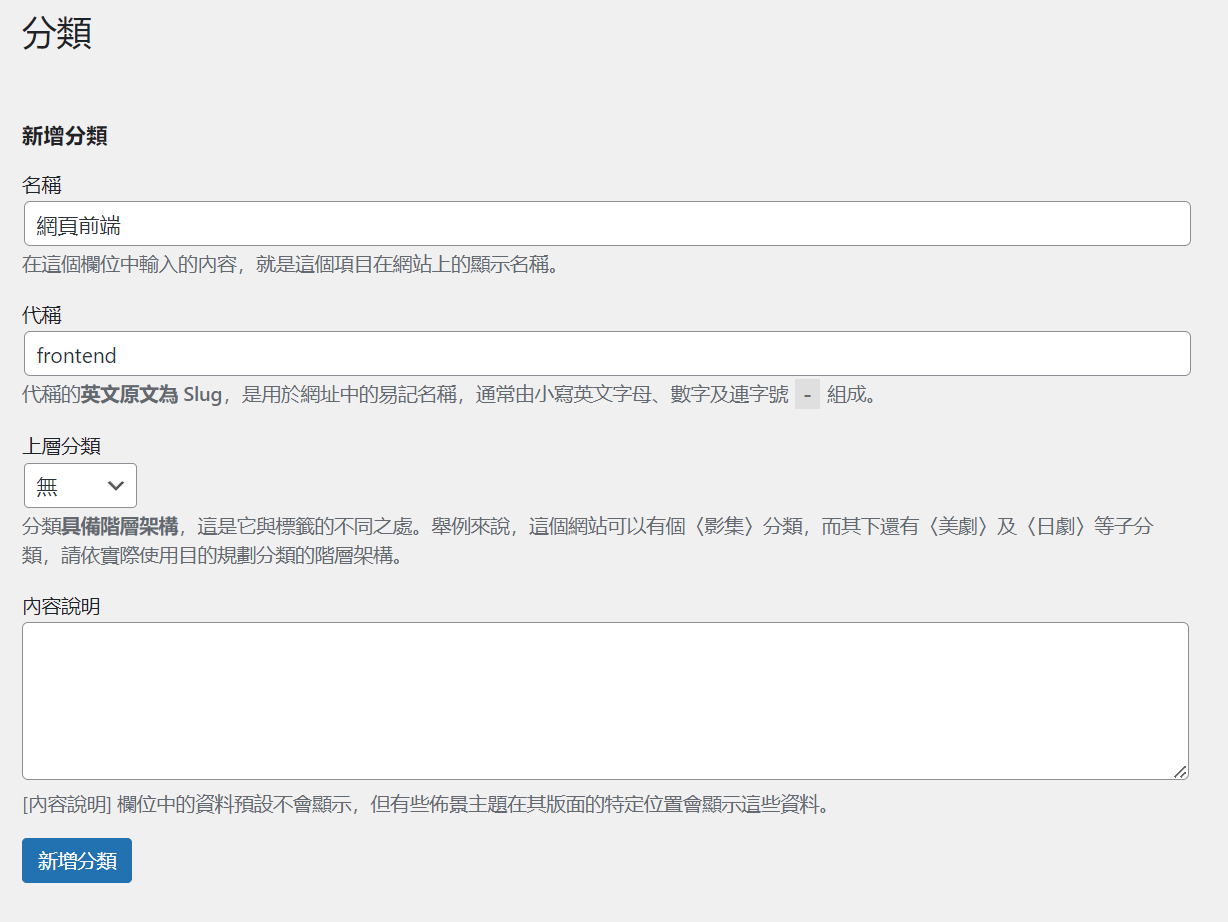 分類
新增分類
名稱
網頁前端
在這個欄位中輸入的內容，就是這個項目在網站上的顯示名稱。
代稱
frontend
代稱的英文原文為 Slug，是用於網址中的易記名稱，通常由小寫英文字母、數字及連字號 - 組成。
上層分類
無
分類具備階層架構，這是它與標籤的不同之處。舉例來說，這個網站可以有個〈影集〉分類，而其下還有〈美劇〉及〈日劇〉等子分
類，請依實際使用目的規劃分類的階層架構。
內容說明
[內容說明] 欄位中的資料預設不會顯示，但有些佈景主題在其版面的特定位置會顯示這些資料。
新增分類